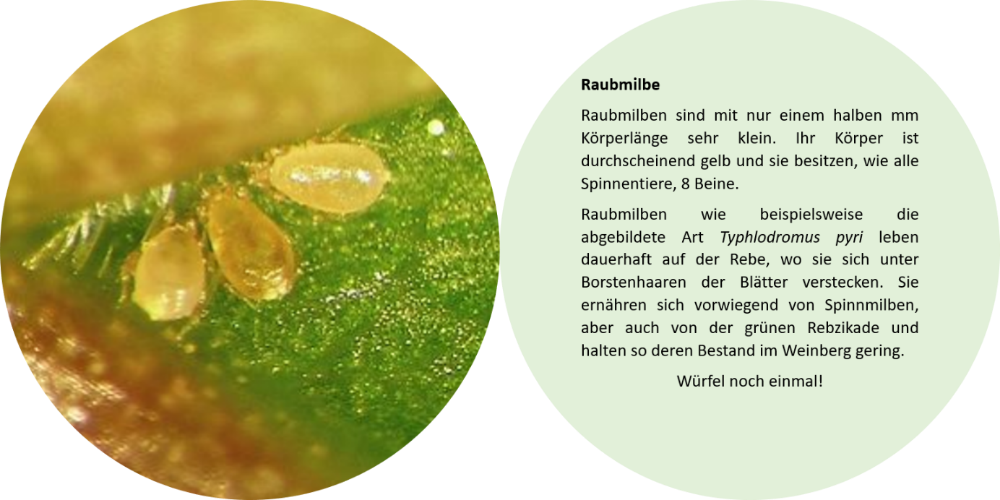 Raubmilbe
Raubmilben sind mit nur einem halben mm
Körperlänge sehr klein. Ihr Körper ist
durchscheinend gelb und sie besitzen, wie alle
Spinnentiere, 8 Beine.
Raubmilben wie beispielsweise die
abgebildete Art Typhlodromus pyri leben
dauerhaft auf der Rebe, wo sie sich unter
Borstenhaaren der Blätter verstecken. Sie
ernähren sich vorwiegend von Spinnmilben,
aber auch von der grünen Rebzikade und
halten so deren Bestand im Weinberg gering.
Würfel noch einmal!